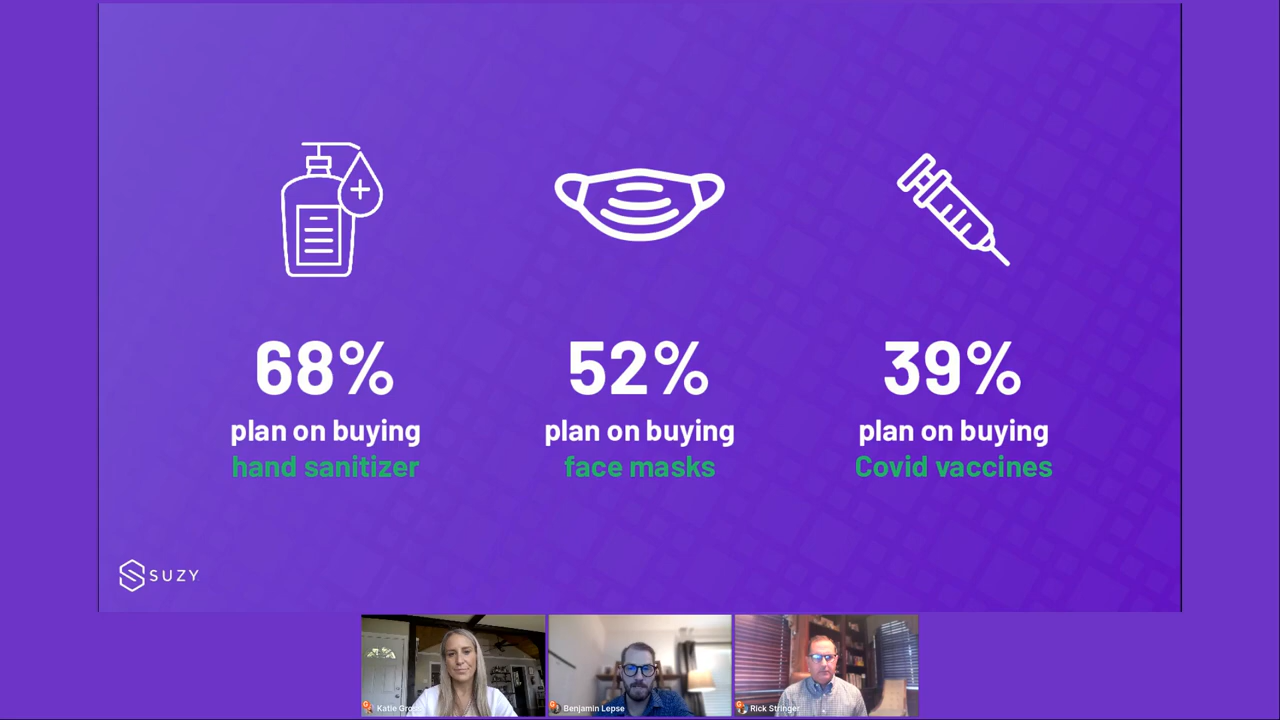 68%
plan on buying
hand sanitizer
52%
plan on buying
face masks
39%
plan on buying
Covid vaccines
SUZY
Katie
Benjamin Lepse
Rick Stringer